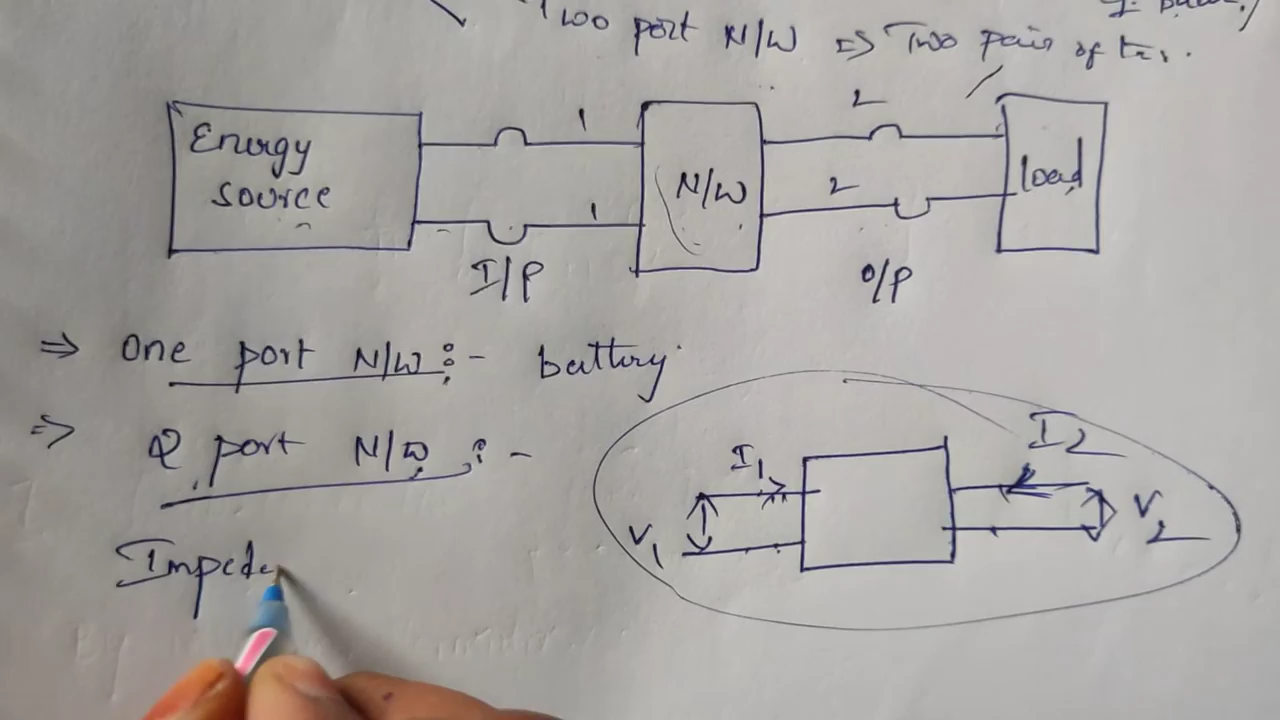 Two port N/W => Two pair of
1
2
Energy
source
N/W
load
1
2
I/P
O/P
=> One port N/W :- battery
=> 2 port N/W :-
I1
I2
V1
V2
Impede